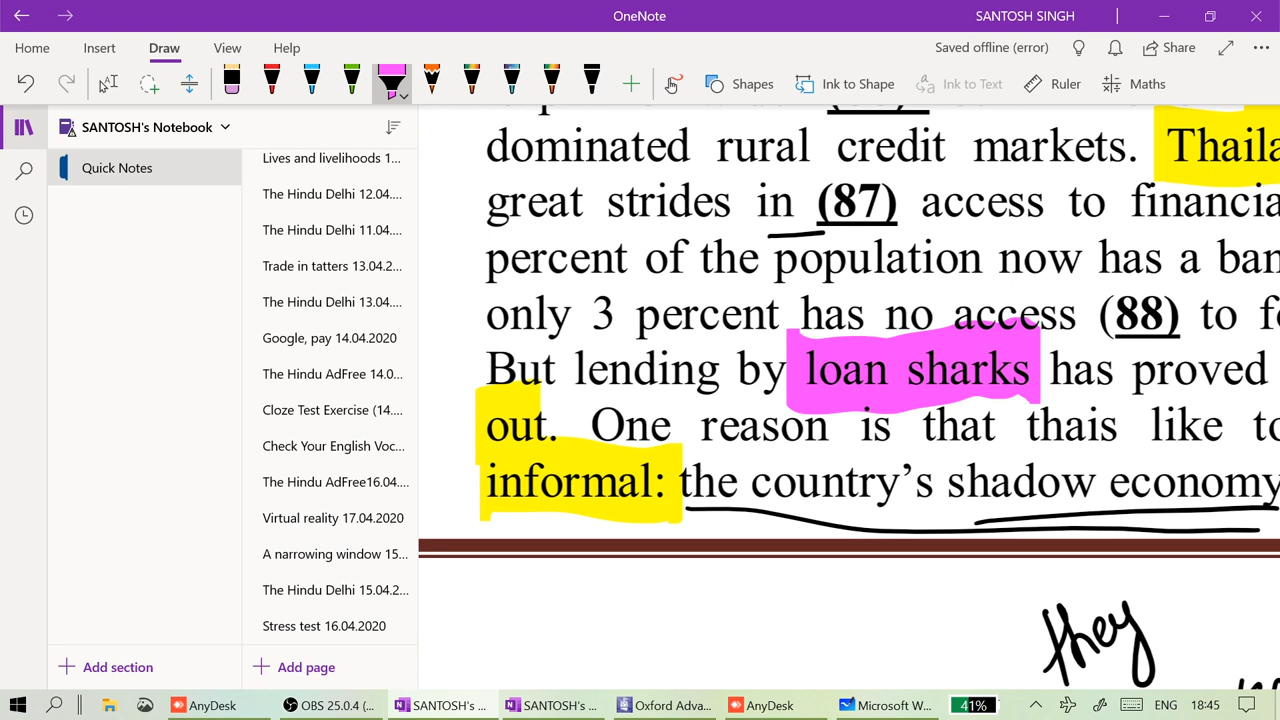 OneNote
SANTOSH SINGH
Home Insert Draw View Help
Saved offline (error)
Share
Shapes
Ink to Shape
Ink to Text
Ruler
Maths
SANTOSH's Notebook
Quick Notes
Lives and livelihoods 1...
The Hindu Delhi 12.04....
The Hindu Delhi 11.04....
Trade in tatters 13.04.2...
The Hindu Delhi 13.04....
Google, pay 14.04.2020
The Hindu AdFree 14.0...
Cloze Test Exercise (14....
Check Your English Voc...
The Hindu AdFree16.04....
Virtual reality 17.04.2020
A narrowing window 15...
The Hindu Delhi 15.04.2...
Stress test 16.04.2020
Add section
Add page
dominated rural credit markets. Thaila
great strides in (87) access to financia
percent of the population now has a ban
only 3 percent has no access (88) to fo
But lending by loan sharks has proved
out. One reason is that thais like to
informal: the country's shadow economy
they
AnyDesk
OBS 25.0.4 (...
SANTOSH's ...
SANTOSH's ...
Oxford Adva...
AnyDesk
Microsoft W...
41%
ENG
18:45